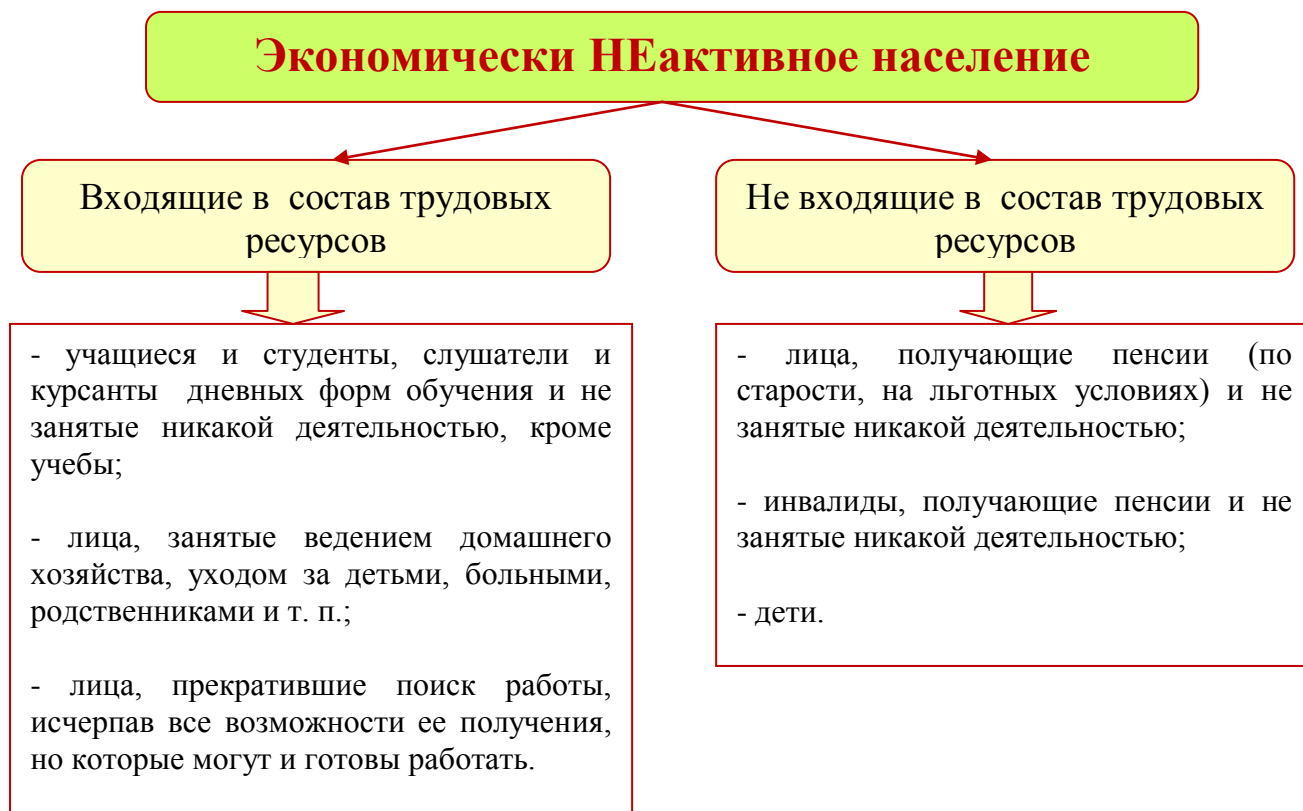 Экономически НЕактивное население
Входящие в состав трудовых
ресурсов
- учащиеся и студенты, слушатели и
курсанты дневных форм обучения и не
занятые никакой деятельностью, кроме
учебы;
- лица, занятые ведением домашнего
хозяйства, уходом за детьми, больными,
родственниками и т. п.;
- лица, прекратившие поиск работы,
исчерпав все возможности ее получения,
но которые могут и готовы работать.
Не входящие в состав трудовых
ресурсов
- лица, получающие пенсии (по
старости, на льготных условиях) и не
занятые никакой деятельностью;
- инвалиды, получающие пенсии и не
занятые никакой деятельностью;
- дети.